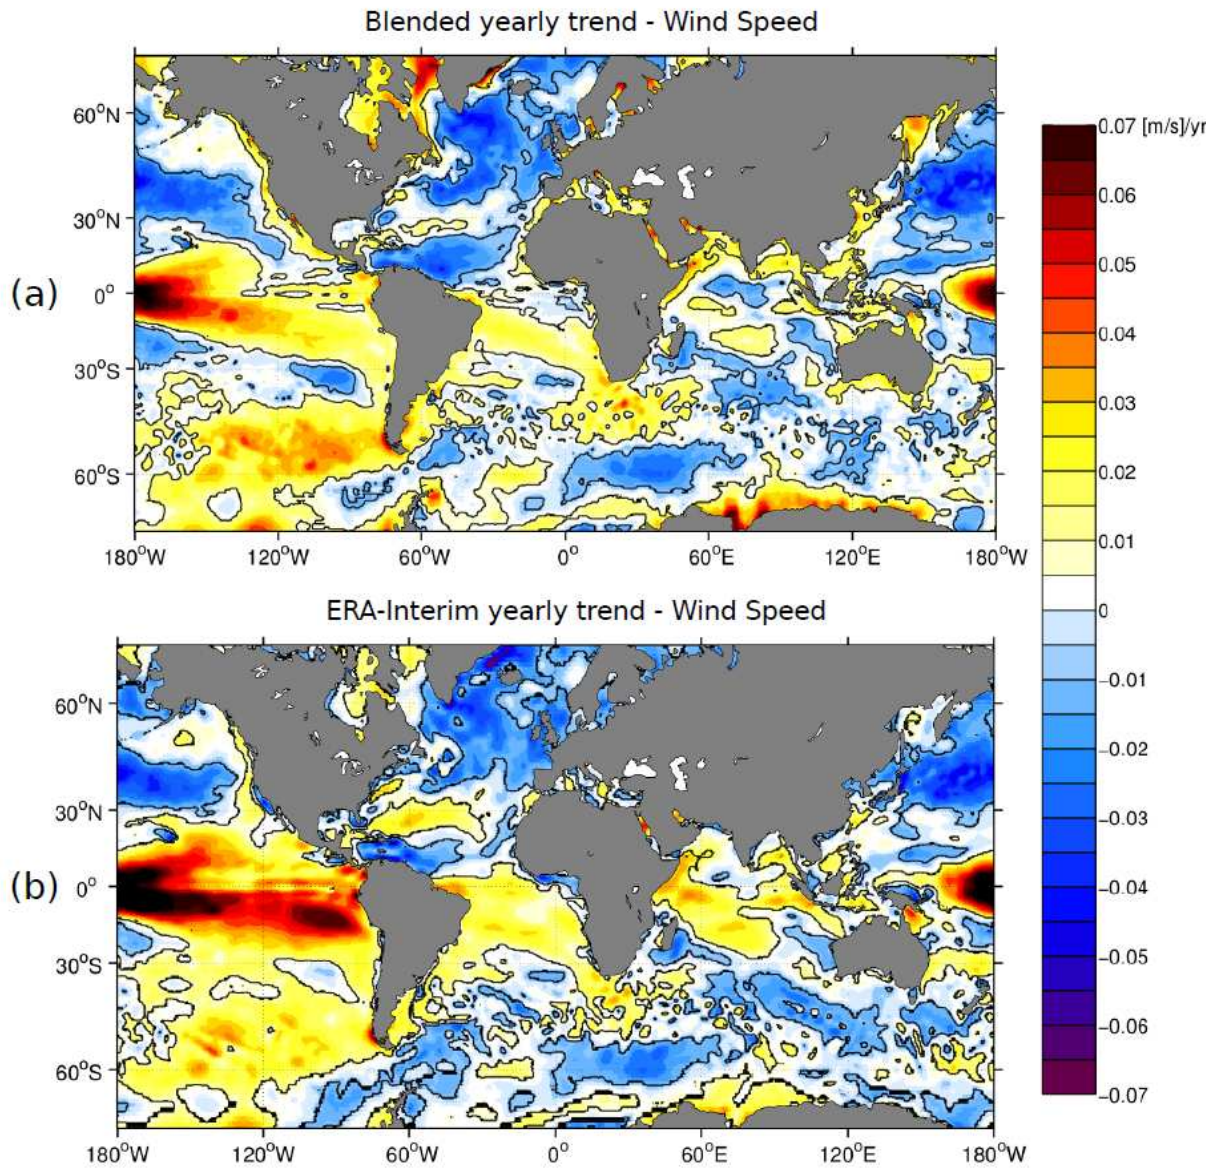 Blended yearly trend - Wind Speed
(a)
60°N
30°N
0°
30°S
60°S
180°W 120°W 60°W 0° 60°E 120°E 180°W
ERA-Interim yearly trend - Wind Speed
(b)
60°N
30°N
0°
30°S
60°S
180°W 120°W 60°W 0° 60°E 120°E 180°W
0.07 [m/s]/yr
0.06
0.05
0.04
0.03
0.02
0.01
0
−0.01
−0.02
−0.03
−0.04
−0.05
−0.06
−0.07